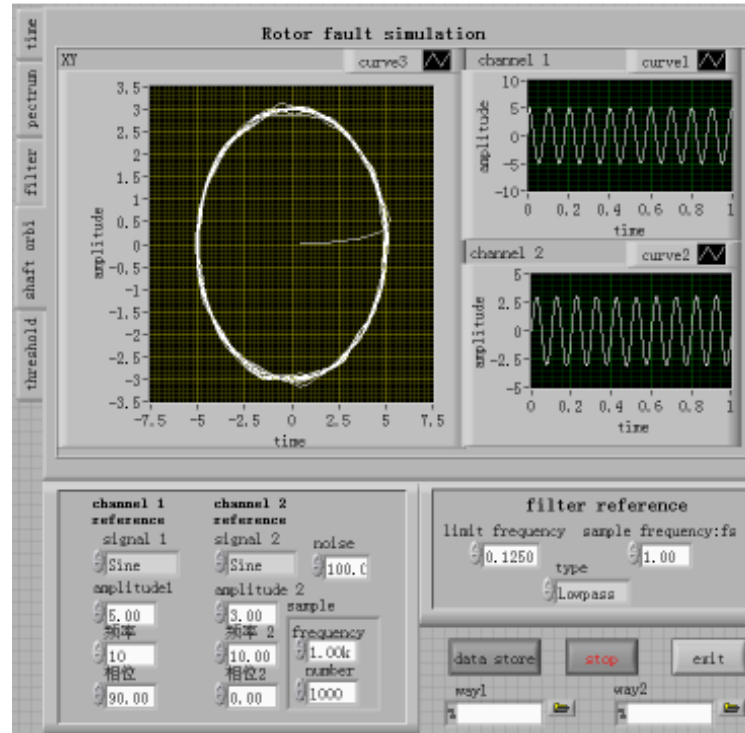 Rotor fault simulation
time
pectrum
filter
shaft orbi
threshold
XY
curve3
amplitude
3.5
3
2.5
2
1.5
1
0.5
0
-0.5
-1
-1.5
-2
-2.5
-3
-3.5
-7.5 -5 -2.5 0 2.5 5 7.5
time
channel 1
curve1
amplitude
10
5
0
-5
-10
0 0.2 0.4 0.6 0.8 1
time
channel 2
curve2
amplitude
5
2.5
0
-2.5
-5
0 0.2 0.4 0.6 0.8 1
time
channel 1
reference
signal 1
Sine
amplitude1
5.00
频率
10
相位
90.00
channel 2
reference
signal 2
Sine
amplitude 2
3.00
频率 2
10.00
相位2
0.00
noise
100.0
sample
frequency
1.00k
number
1000
filter reference
limit frequency
0.1250
sample frequency:fs
1.00
type
Lowpass
data store
stop
exit
way1
way2